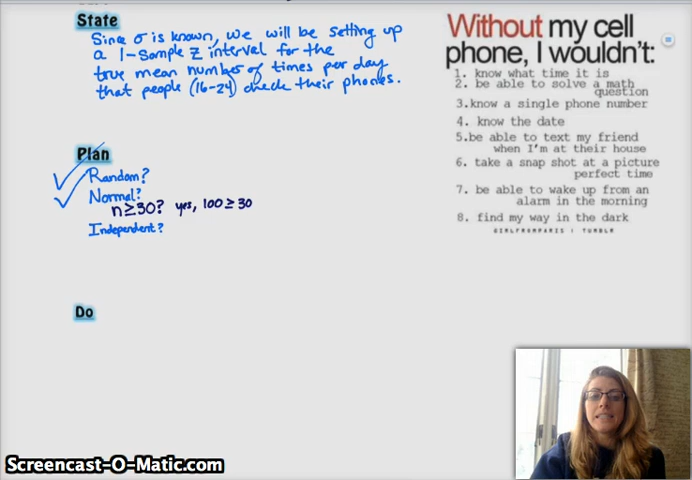 State
Since σ is known, we will be setting up
a 1-Sample Z interval for the
true mean number of times per day
that people (16-24) check their phones.
Plan
Random?
Normal?
n≥30? yes, 100≥30
Independent?
Do
Without my cell
phone, I wouldn't:
1. know what time it is
2. be able to solve a math
question
3.know a single phone number
4. know the date
5.be able to text my friend
when I'm at their house
6. take a snap shot at a picture
perfect time
7. be able to wake up from an
alarm in the morning
8. find my way in the dark
GIRLFROMPARIS | TUMBLR
Screencast-O-Matic.com